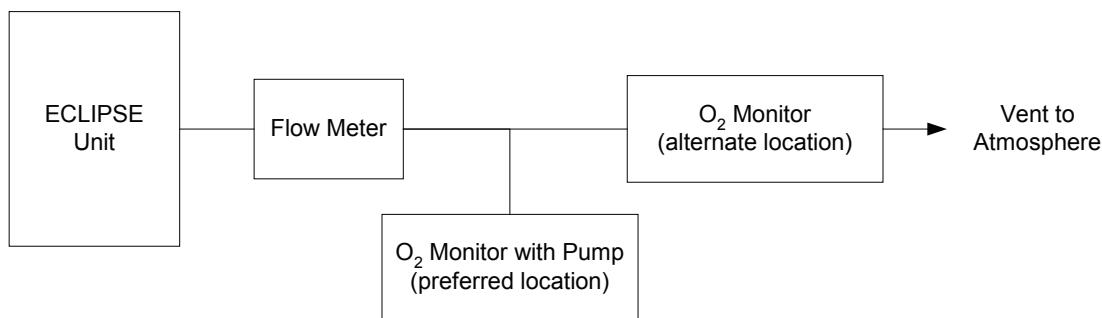 ECLIPSE
Unit
Flow Meter
O₂ Monitor
(alternate location)
Vent to
Atmosphere
O₂ Monitor with Pump
(preferred location)